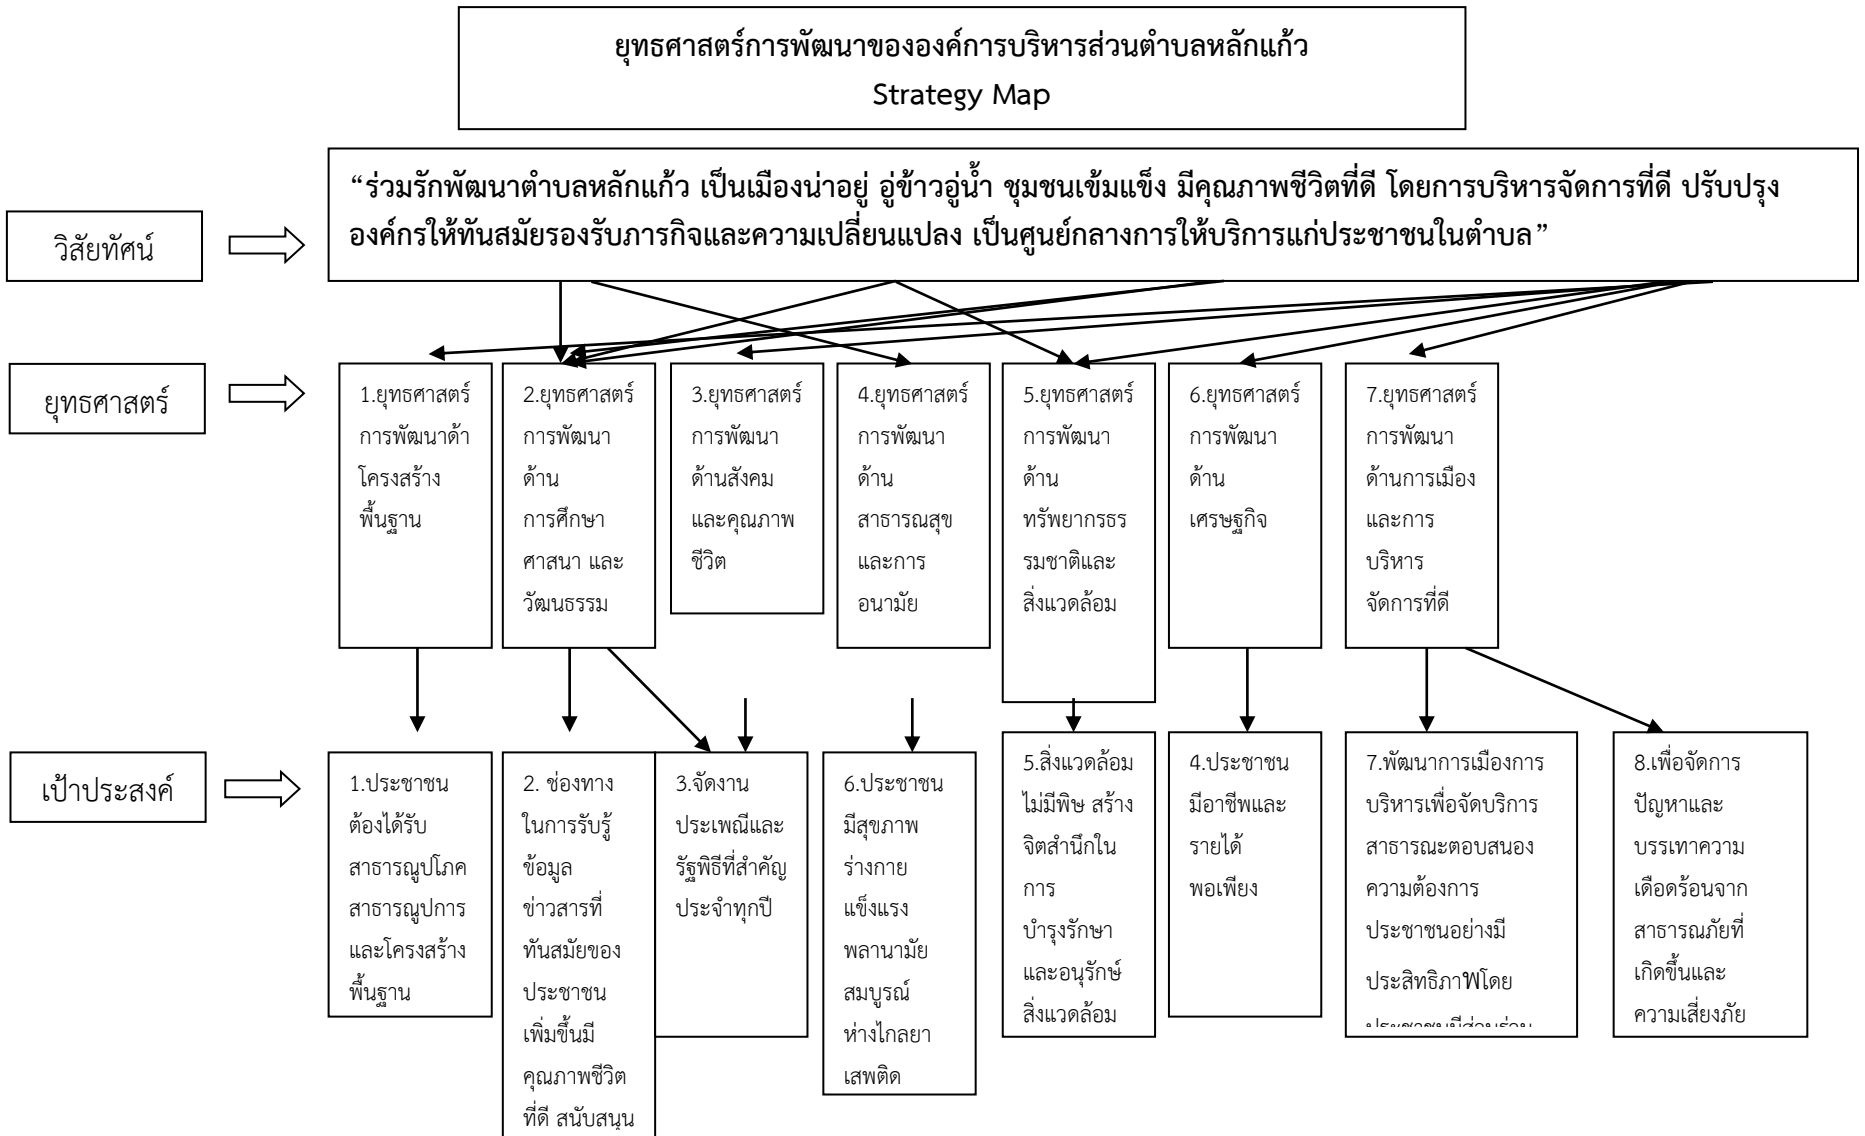 ยุทธศาสตร์การพัฒนาขององค์การบริหารส่วนตำบลหลักแก้ว
Strategy Map
“ร่วมรักพัฒนาตำบลหลักแก้ว เป็นเมืองน่าอยู่ อู่ข้าวอู่น้ำ ชุมชนเข้มแข็ง มีคุณภาพชีวิตที่ดี โดยการบริหารจัดการที่ดี ปรับปรุง
องค์กรให้ทันสมัยรองรับภารกิจและความเปลี่ยนแปลง เป็นศูนย์กลางการให้บริการแก่ประชาชนในตำบล”
วิสัยทัศน์
ยุทธศาสตร์
1.ยุทธศาสตร์
การพัฒนาด้า
โครงสร้าง
พื้นฐาน
2.ยุทธศาสตร์
การพัฒนา
ด้าน
การศึกษา
ศาสนา และ
วัฒนธรรม
3.ยุทธศาสตร์
การพัฒนา
ด้านสังคม
และคุณภาพ
ชีวิต
4.ยุทธศาสตร์
การพัฒนา
ด้าน
สาธารณสุข
และการ
อนามัย
5.ยุทธศาสตร์
การพัฒนา
ด้าน
ทรัพยากรธร
รมชาติและ
สิ่งแวดล้อม
6.ยุทธศาสตร์
การพัฒนา
ด้าน
เศรษฐกิจ
7.ยุทธศาสตร์
การพัฒนา
ด้านการเมือง
และการ
บริหาร
จัดการที่ดี
เป้าประสงค์
1.ประชาชน
ต้องได้รับ
สาธารณูปโภค
สาธารณูปการ
และโครงสร้าง
พื้นฐาน
2. ช่องทาง
ในการรับรู้
ข้อมูล
ข่าวสารที่
ทันสมัยของ
ประชาชน
เพิ่มขึ้นมี
คุณภาพชีวิต
ที่ดี สนับสนุน
3.จัดงาน
ประเพณีและ
รัฐพิธีที่สำคัญ
ประจำทุกปี
6.ประชาชน
มีสุขภาพ
ร่างกาย
แข็งแรง
พลานามัย
สมบูรณ์
ห่างไกลยา
เสพติด
5.สิ่งแวดล้อม
ไม่มีพิษ สร้าง
จิตสำนึกใน
การ
บำรุงรักษา
และอนุรักษ์
สิ่งแวดล้อม
4.ประชาชน
มีอาชีพและ
รายได้
พอเพียง
7.พัฒนาการเมืองการ
บริหารเพื่อจัดบริการ
สาธารณะตอบสนอง
ความต้องการ
ประชาชนอย่างมี
ประสิทธิภาพโดย
ประชาชนมีส่วนร่วม
8.เพื่อจัดการ
ปัญหาและ
บรรเทาความ
เดือดร้อนจาก
สาธารณภัยที่
เกิดขึ้นและ
ความเสี่ยงภัย